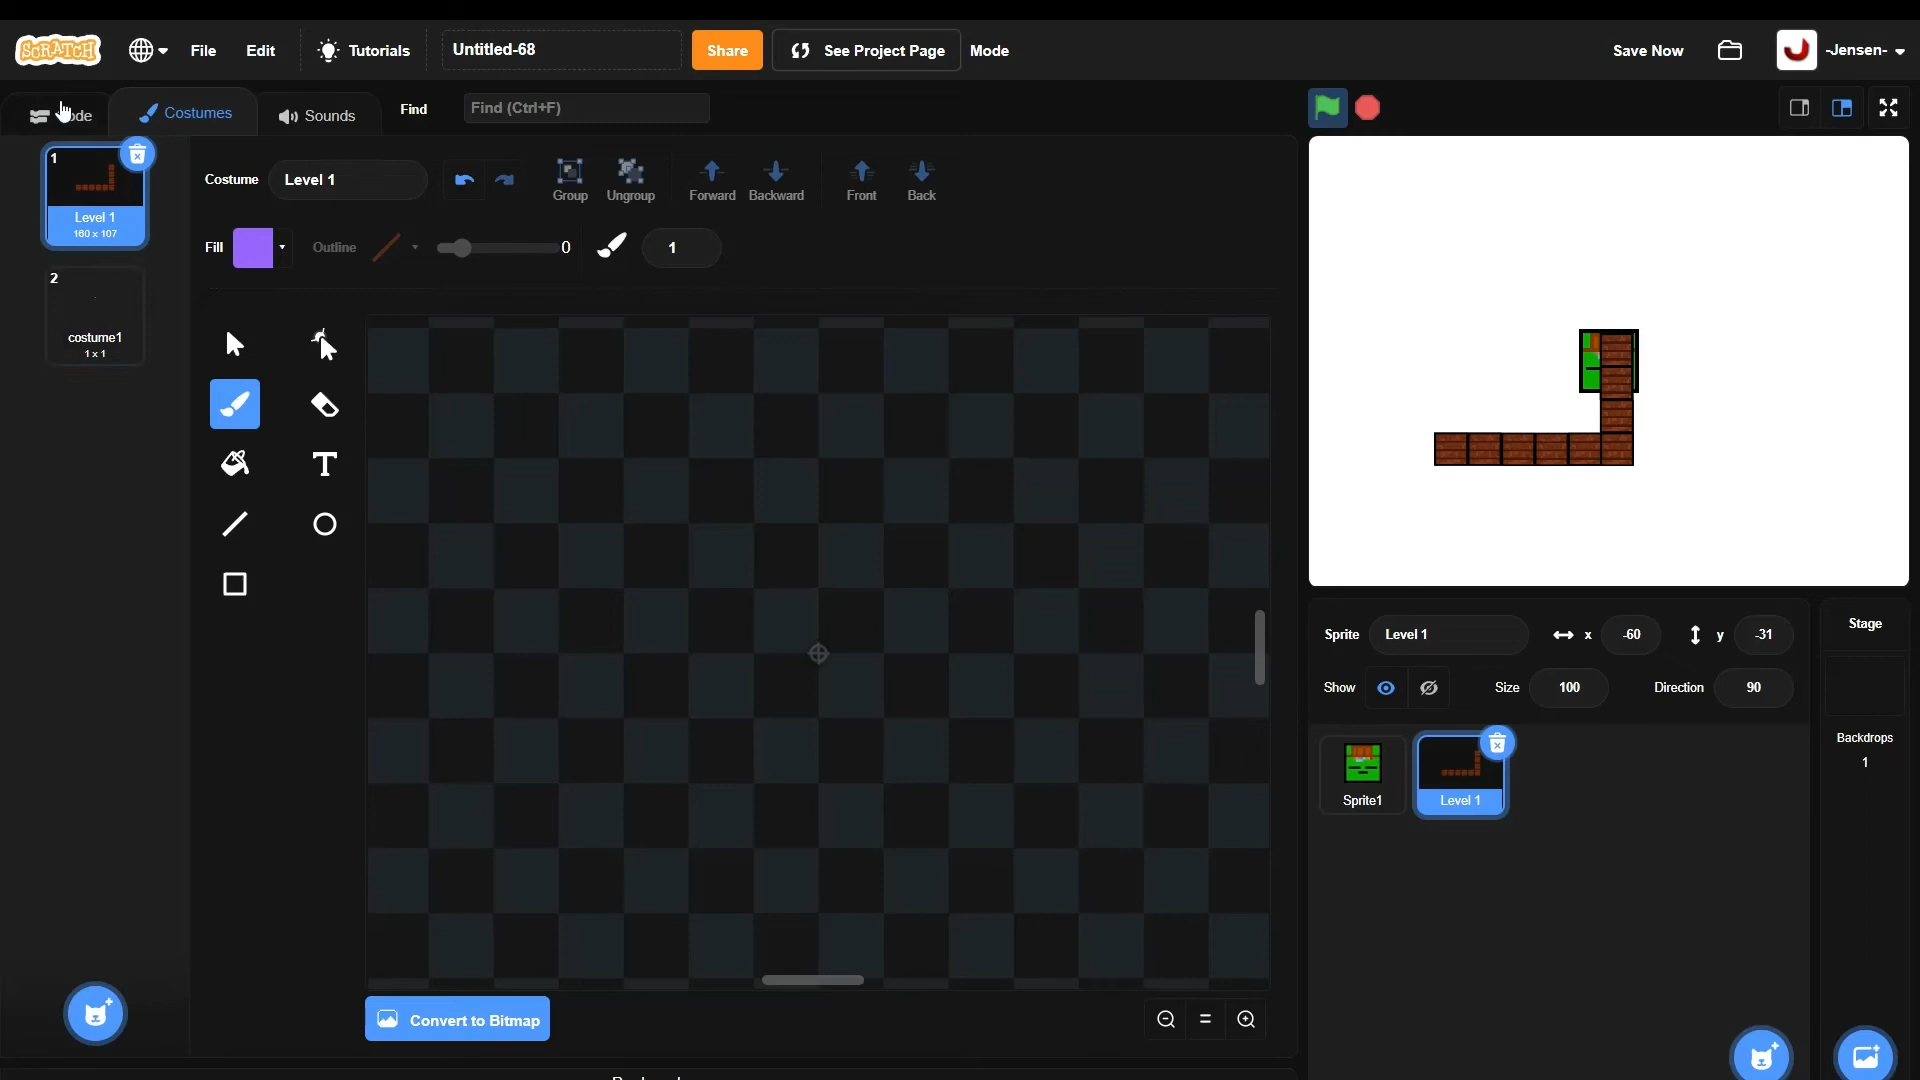 SCRATCH File Edit Tutorials Untitled-68 Share See Project Page Mode Save Now -Jensen-
Costumes Sounds Find Find (Ctrl+F)
1
Level 1
160 x 107
2
costume1
1 x 1
Costume Level 1 Group Ungroup Forward Backward Front Back
Fill Outline 0 1
T
Convert to Bitmap
Sprite Level 1 x -60 y -31
Show Size 100 Direction 90
Sprite1
Level 1
Stage
Backdrops
1